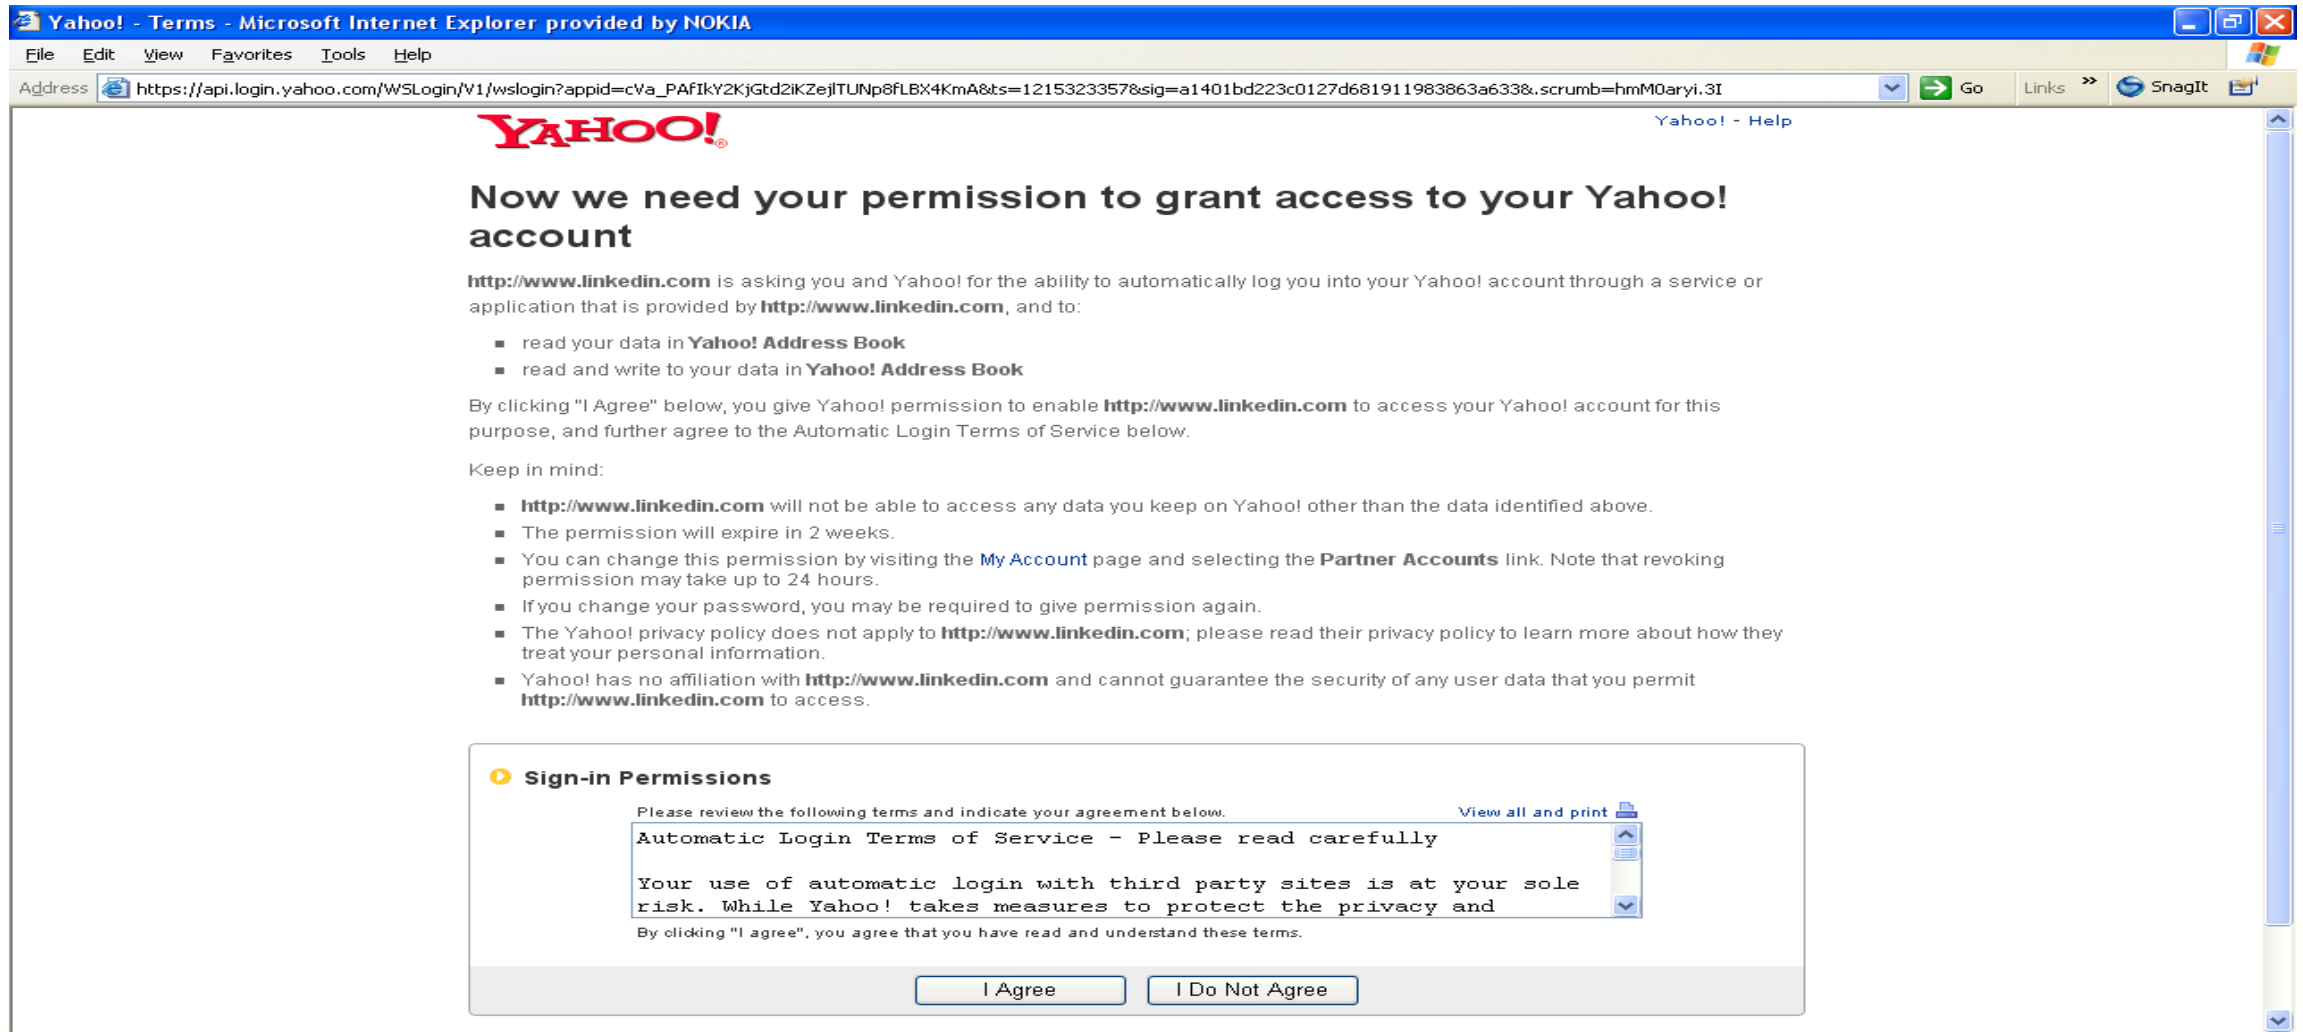 Yahoo! - Terms - Microsoft Internet Explorer provided by NOKIA
File Edit View Favorites Tools Help
Address https://api.login.yahoo.com/WSLogin/V1/wslogin?appid=cVa_PAfIkY2KjGtd2iKZejlTUNp8fLBX4KmA&ts=1215323357&sig=a1401bd223c0127d681911983863a633&.scrumb=hmM0aryi.3I Go Links » SnagIt
YAHOO!® Yahoo! - Help
Now we need your permission to grant access to your Yahoo!
account
http://www.linkedin.com is asking you and Yahoo! for the ability to automatically log you into your Yahoo! account through a service or
application that is provided by http://www.linkedin.com, and to:
read your data in Yahoo! Address Book
read and write to your data in Yahoo! Address Book
By clicking "I Agree" below, you give Yahoo! permission to enable http://www.linkedin.com to access your Yahoo! account for this
purpose, and further agree to the Automatic Login Terms of Service below.
Keep in mind:
http://www.linkedin.com will not be able to access any data you keep on Yahoo! other than the data identified above.
The permission will expire in 2 weeks.
You can change this permission by visiting the My Account page and selecting the Partner Accounts link. Note that revoking
permission may take up to 24 hours.
If you change your password, you may be required to give permission again.
The Yahoo! privacy policy does not apply to http://www.linkedin.com; please read their privacy policy to learn more about how they
treat your personal information.
Yahoo! has no affiliation with http://www.linkedin.com and cannot guarantee the security of any user data that you permit
http://www.linkedin.com to access.
Sign-in Permissions
Please review the following terms and indicate your agreement below. View all and print
Automatic Login Terms of Service - Please read carefully
Your use of automatic login with third party sites is at your sole
risk. While Yahoo! takes measures to protect the privacy and
By clicking "I agree", you agree that you have read and understand these terms.
I Agree I Do Not Agree